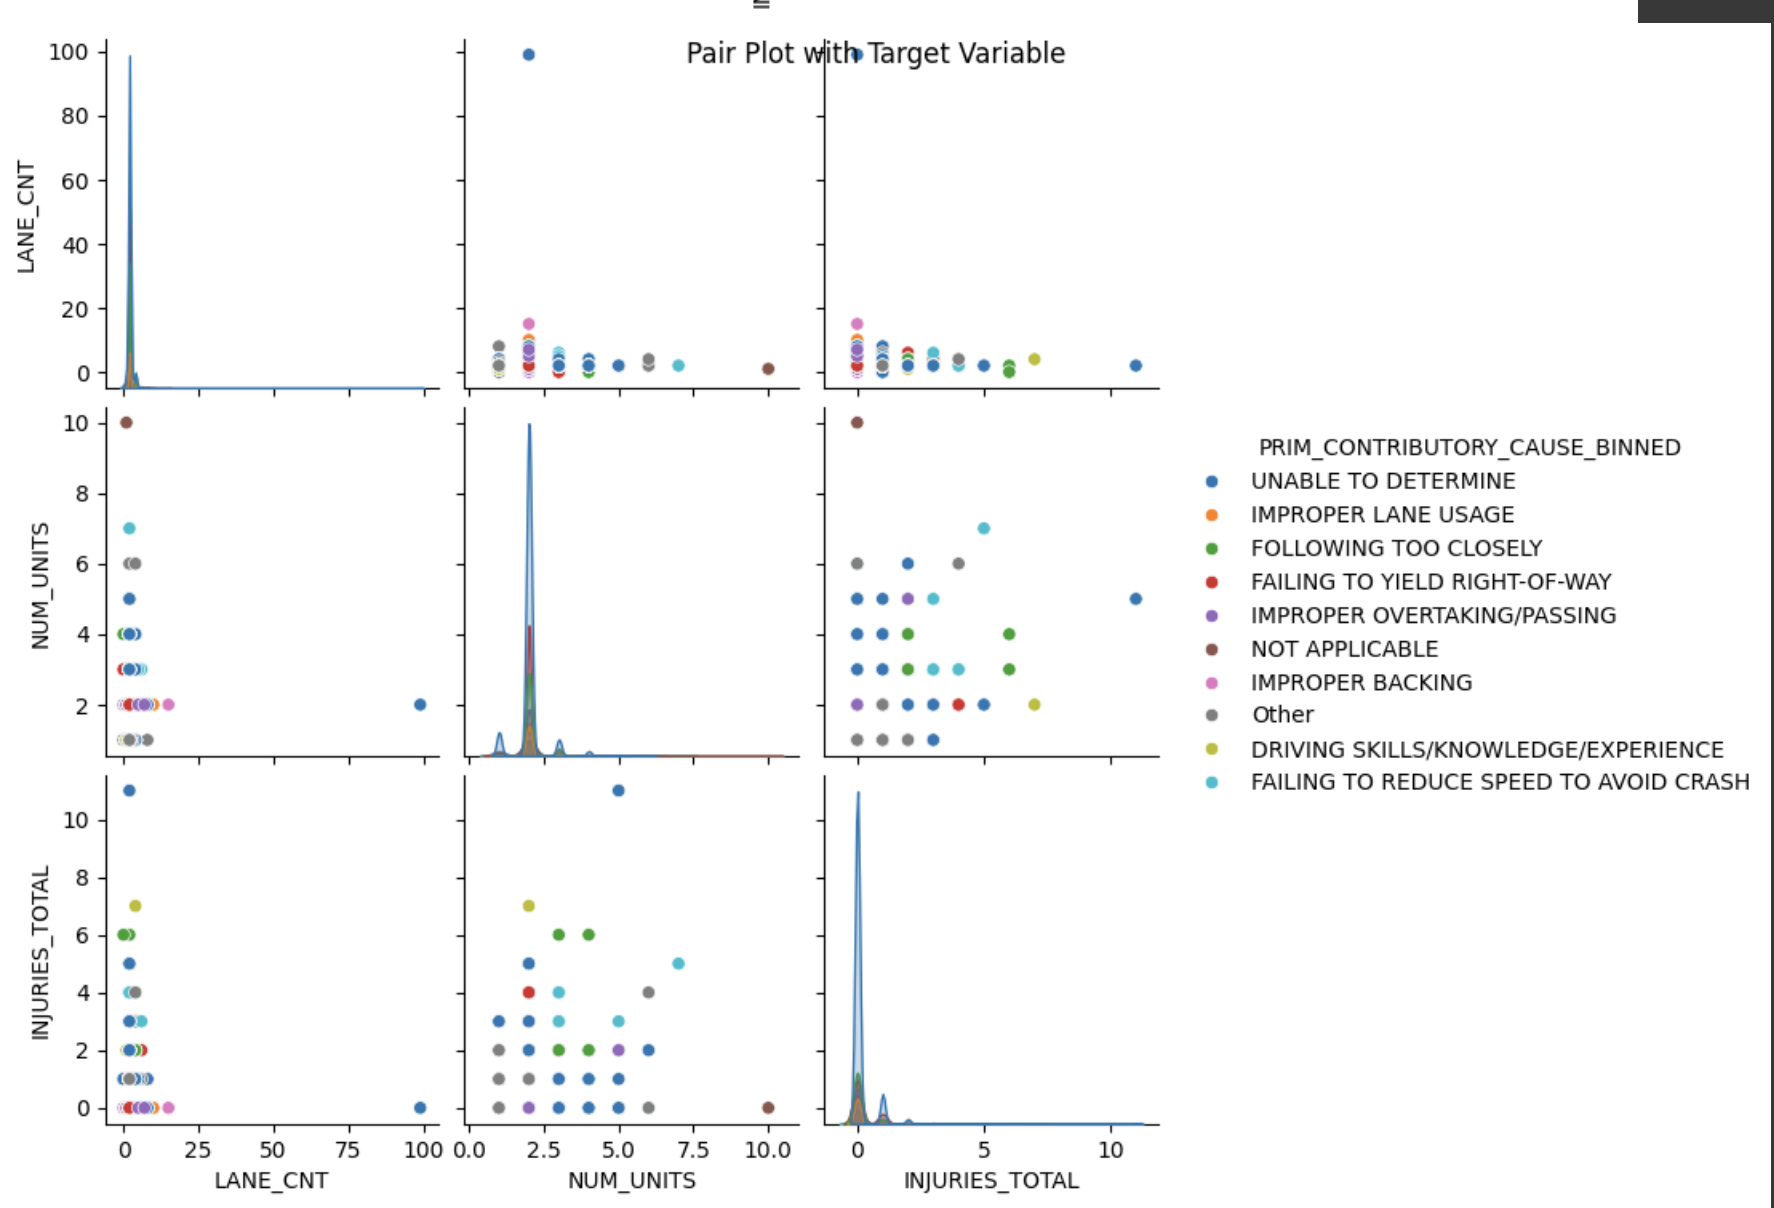 Pair Plot with Target Variable
100
80
60
40
20
0
LANE_CNT
10
8
6
4
2
NUM_UNITS
10
8
6
4
2
0
INJURIES_TOTAL
0 25 50 75 100
LANE_CNT
0.0 2.5 5.0 7.5 10.0
NUM_UNITS
0 5 10
INJURIES_TOTAL
PRIM_CONTRIBUTORY_CAUSE_BINNED
UNABLE TO DETERMINE
IMPROPER LANE USAGE
FOLLOWING TOO CLOSELY
FAILING TO YIELD RIGHT-OF-WAY
IMPROPER OVERTAKING/PASSING
NOT APPLICABLE
IMPROPER BACKING
Other
DRIVING SKILLS/KNOWLEDGE/EXPERIENCE
FAILING TO REDUCE SPEED TO AVOID CRASH